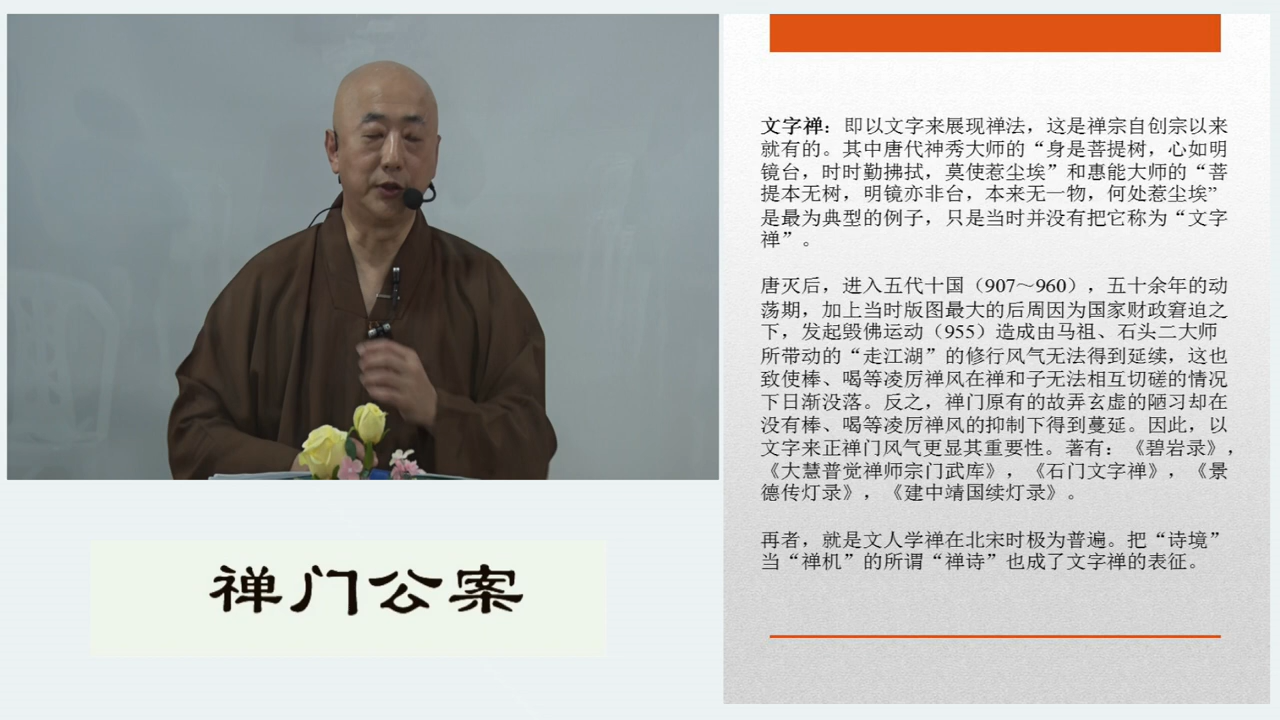 禅门公案
文字禅：即以文字来展现禅法，这是禅宗自创宗以来
就有的。其中唐代神秀大师的“身是菩提树，心如明
镜台，时时勤拂拭，莫使惹尘埃”和惠能大师的“菩
提本无树，明镜亦非台，本来无一物，何处惹尘埃”
是最为典型的例子，只是当时并没有把它称为“文字
禅”。
唐灭后，进入五代十国（907～960），五十余年的动
荡期，加上当时版图最大的后周因为国家财政窘迫之
下，发起毁佛运动（955）造成由马祖、石头二大师
所带动的“走江湖”的修行风气无法得到延续，这也
致使棒、喝等凌厉禅风在禅和子无法相互切磋的情况
下日渐没落。反之，禅门原有的故弄玄虚的陋习却在
没有棒、喝等凌厉禅风的抑制下得到蔓延。因此，以
文字来正禅门风气更显其重要性。著有：《碧岩录》，
《大慧普觉禅师宗门武库》，《石门文字禅》，《景
德传灯录》，《建中靖国续灯录》。
再者，就是文人学禅在北宋时极为普遍。把“诗境”
当“禅机”的所谓“禅诗”也成了文字禅的表征。